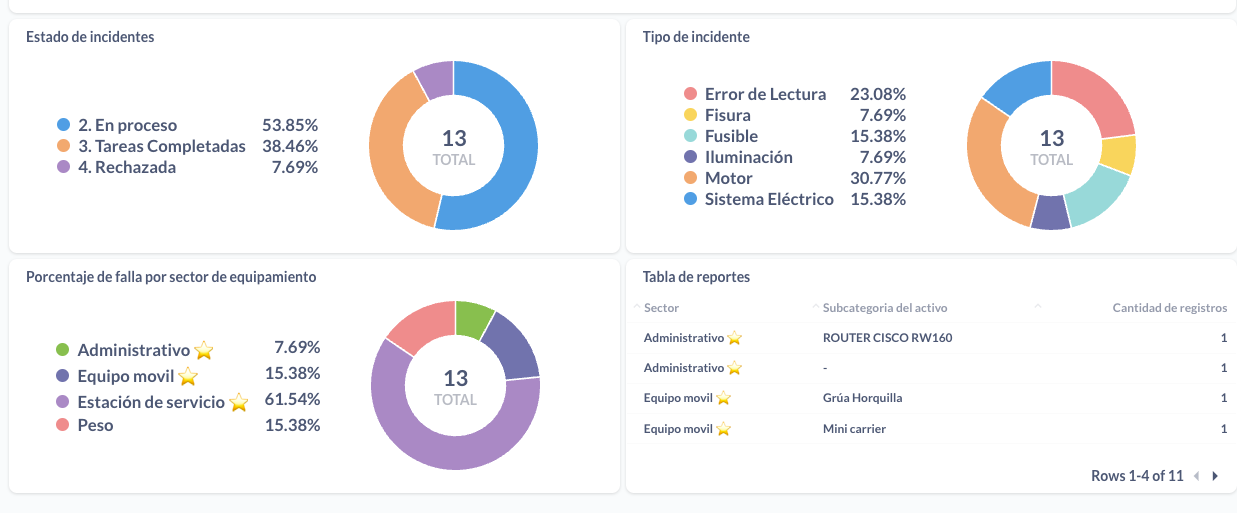 Estado de incidentes
2. En proceso 53.85%
3. Tareas Completadas 38.46%
4. Rechazada 7.69%
13
TOTAL
Tipo de incidente
Error de Lectura 23.08%
Fisura 7.69%
Fusible 15.38%
Iluminación 7.69%
Motor 30.77%
Sistema Eléctrico 15.38%
13
TOTAL
Porcentaje de falla por sector de equipamiento
Administrativo ⭐ 7.69%
Equipo movil ⭐ 15.38%
Estación de servicio ⭐ 61.54%
Peso 15.38%
13
TOTAL
Tabla de reportes
Sector Subcategoria del activo Cantidad de registros
Administrativo ⭐ ROUTER CISCO RW160 1
Administrativo ⭐ - 1
Equipo movil ⭐ Grúa Horquilla 1
Equipo movil ⭐ Mini carrier 1
Rows 1-4 of 11